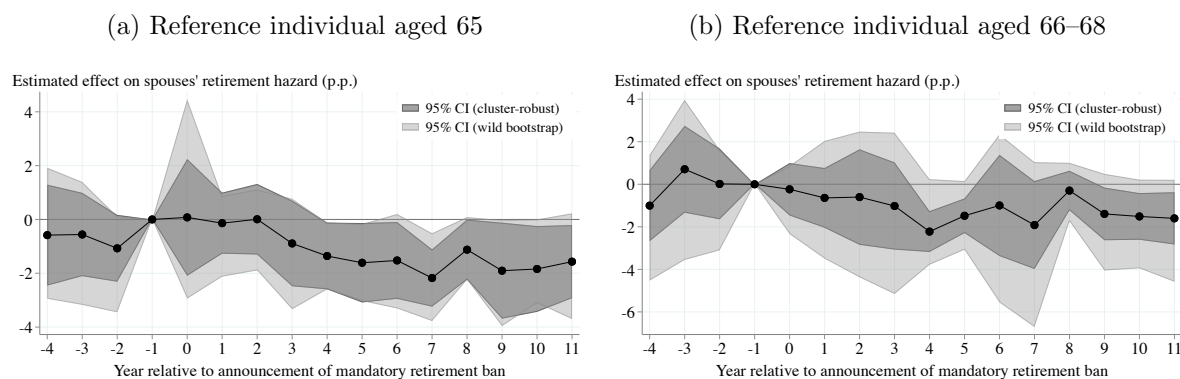 (a) Reference individual aged 65
Estimated effect on spouses' retirement hazard (p.p.)
95% CI (cluster-robust)
95% CI (wild bootstrap)
4
2
0
-2
-4
-4 -3 -2 -1 0 1 2 3 4 5 6 7 8 9 10 11
Year relative to announcement of mandatory retirement ban
(b) Reference individual aged 66–68
Estimated effect on spouses' retirement hazard (p.p.)
95% CI (cluster-robust)
95% CI (wild bootstrap)
4
2
0
-2
-4
-6
-4 -3 -2 -1 0 1 2 3 4 5 6 7 8 9 10 11
Year relative to announcement of mandatory retirement ban